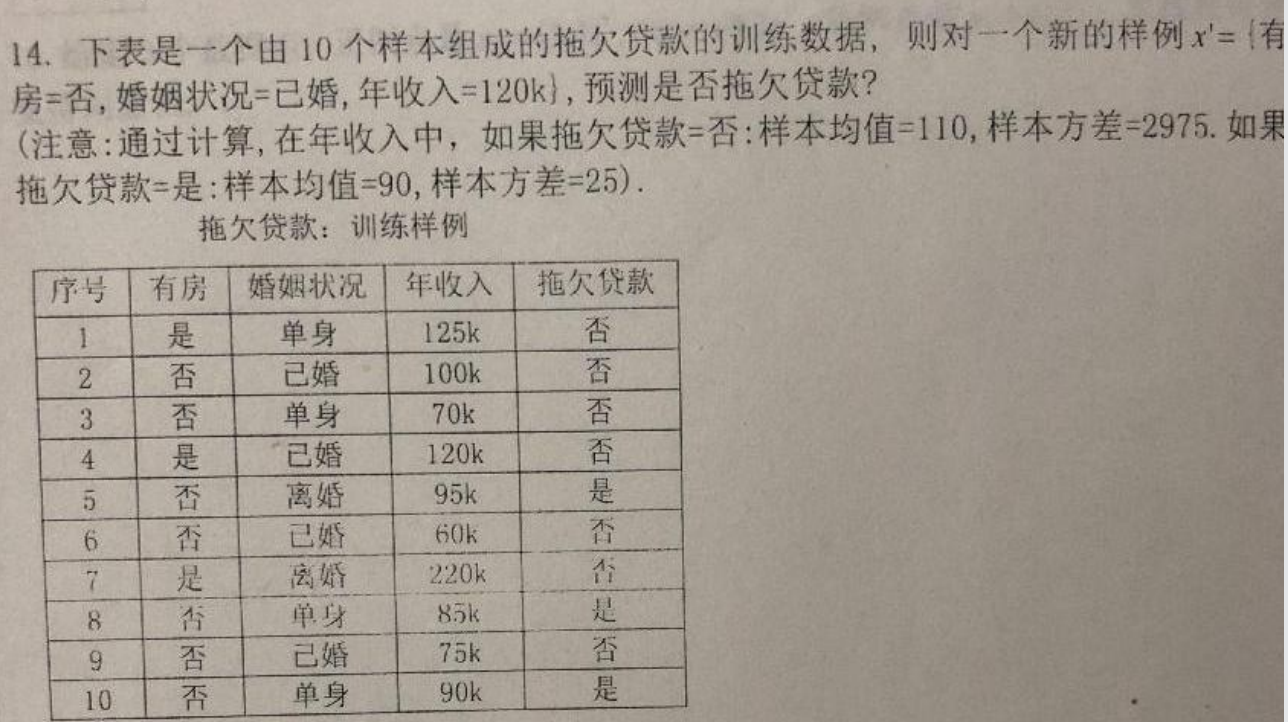 14. 下表是一个由 10 个样本组成的拖欠贷款的训练数据, 则对一个新的样例 x'= {有
房=否, 婚姻状况=已婚, 年收入=120k}, 预测是否拖欠贷款?
(注意:通过计算, 在年收入中, 如果拖欠贷款=否:样本均值=110, 样本方差=2975. 如果
拖欠贷款=是:样本均值=90, 样本方差=25).
拖欠贷款: 训练样例
序号 有房 婚姻状况 年收入 拖欠贷款
1 是 单身 125k 否
2 否 已婚 100k 否
3 否 单身 70k 否
4 是 已婚 120k 否
5 否 离婚 95k 是
6 否 已婚 60k 否
7 是 离婚 220k 否
8 否 单身 85k 是
9 否 已婚 75k 否
10 否 单身 90k 是